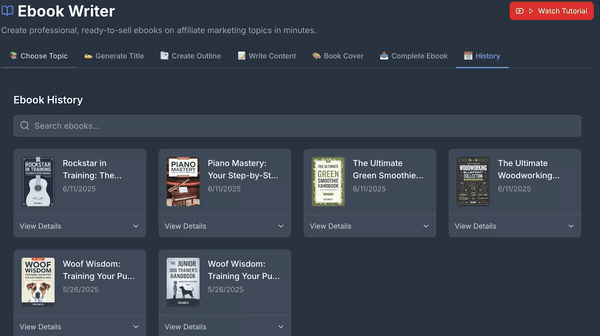 Ebook Writer
Watch Tutorial
Create professional, ready-to-sell ebooks on affiliate marketing topics in minutes.
Choose Topic
Generate Title
Create Outline
Write Content
Book Cover
Complete Ebook
History
Ebook History
Search ebooks...
ROCKSTAR
IN TRAINING
Rockstar in
Training: The...
6/11/2025
PIANO
MASTERY
Piano Mastery:
Your Step-by-St...
6/11/2025
THE ULTIMATE
GREEN
SMOOTHIE
HANDBOOK
The Ultimate
Green Smoothie...
6/11/2025
WOODWORKING
BLUEPRINT
COLLECTION
The Ultimate
Woodworking...
6/11/2025
View Details
View Details
View Details
View Details
WOOF
WISDOM
Woof Wisdom:
Training Your Pu...
5/26/2025
THE JUNIOR
DOG TRAINER'S
HANDBOOK
Woof Wisdom:
Training Your Pu...
5/26/2025
View Details
View Details